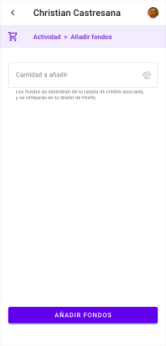 Christian Castresana
Actividad > Añadir fondos
Cantidad a añadir
Los fondos se obtendrán de tu tarjeta de crédito asociada,
y se reflejarán en tu Wallet de Firefly
AÑADIR FONDOS